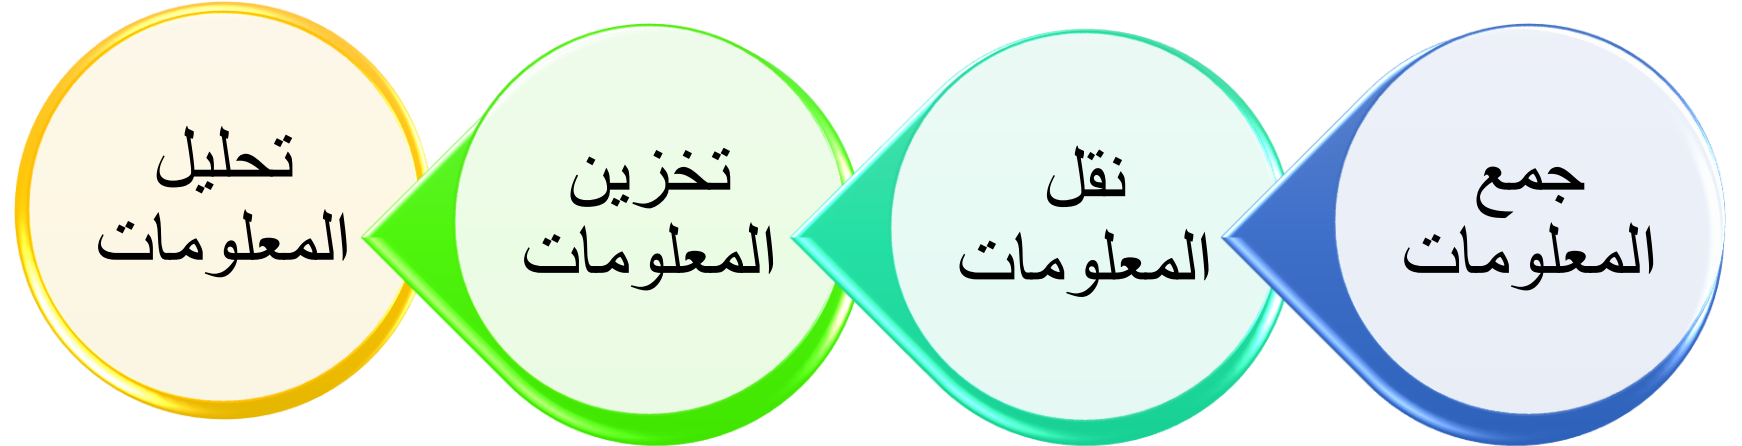 جمع
المعلومات
نقل
المعلومات
تخزين
المعلومات
تحليل
المعلومات